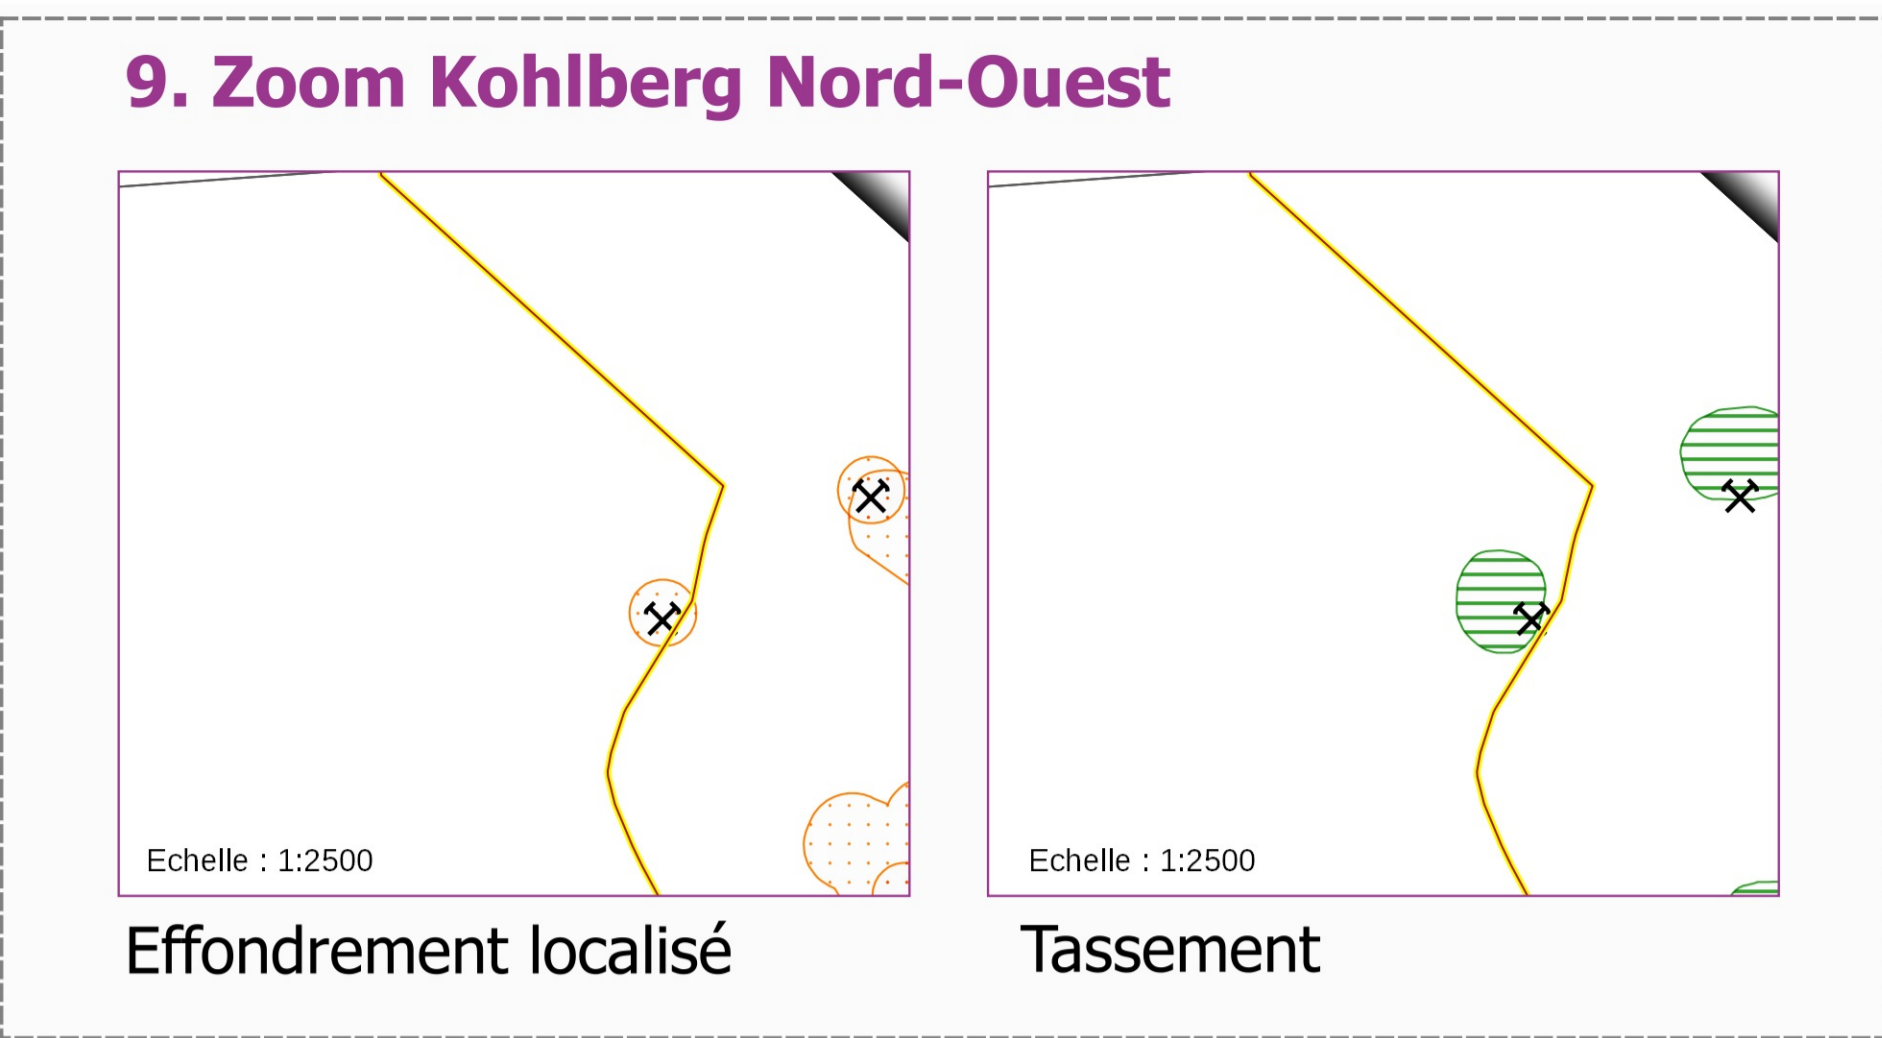 9. Zoom Kohlberg Nord-Ouest
Echelle : 1:2500
Echelle : 1:2500
Effondrement localisé
Tassement